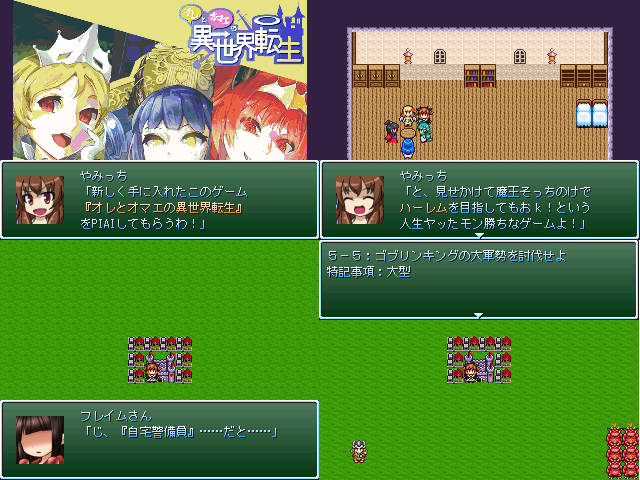 オレとオマエの
異世界転生
やみっち
「新しく手に入れたこのゲーム
『オレとオマエの異世界転生』
をPIAIしてもらうわ！」
やみっち
「と、見せかけて魔王そっちのけで
ハーレムを目指してもおｋ！という
人生ヤッたモン勝ちなゲームよ！」
５－５：ゴブリンキングの大軍勢を討伐せよ
特記事項：大型
フレイムさん
「じ、『自宅警備員』……だと……」